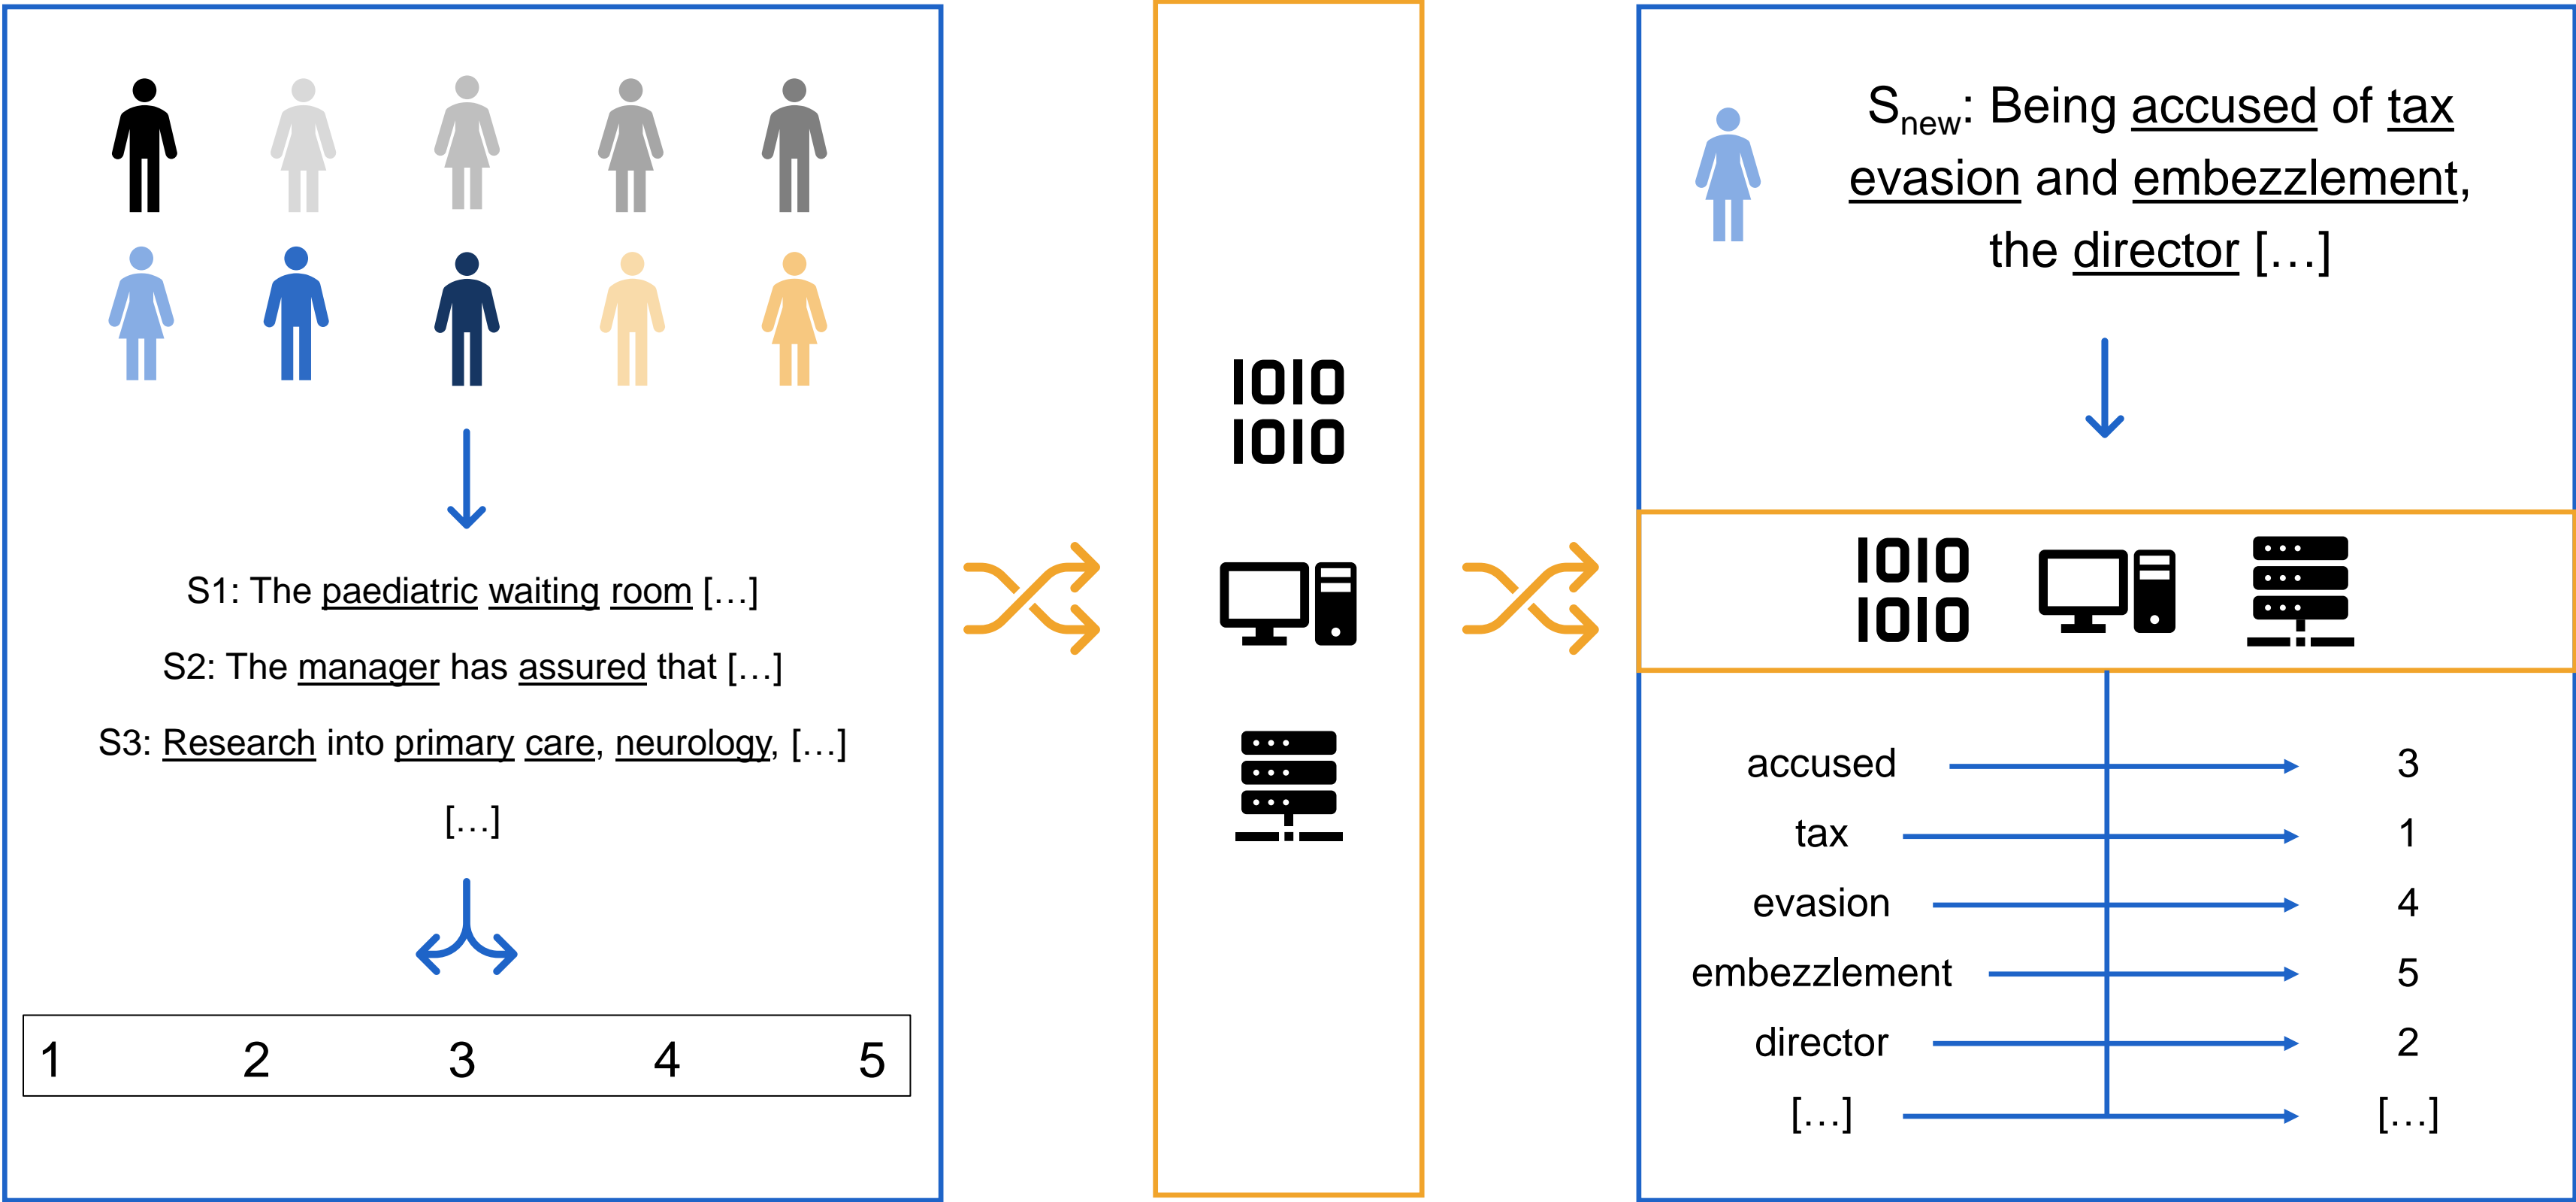 S1: The paediatric waiting room […]
S2: The manager has assured that […]
S3: Research into primary care, neurology, […]
[…]
1 2 3 4 5
1010
1010
Snew: Being accused of tax
evasion and embezzlement,
the director […]
1010
1010
accused 3
tax 1
evasion 4
embezzlement 5
director 2
[…] […]